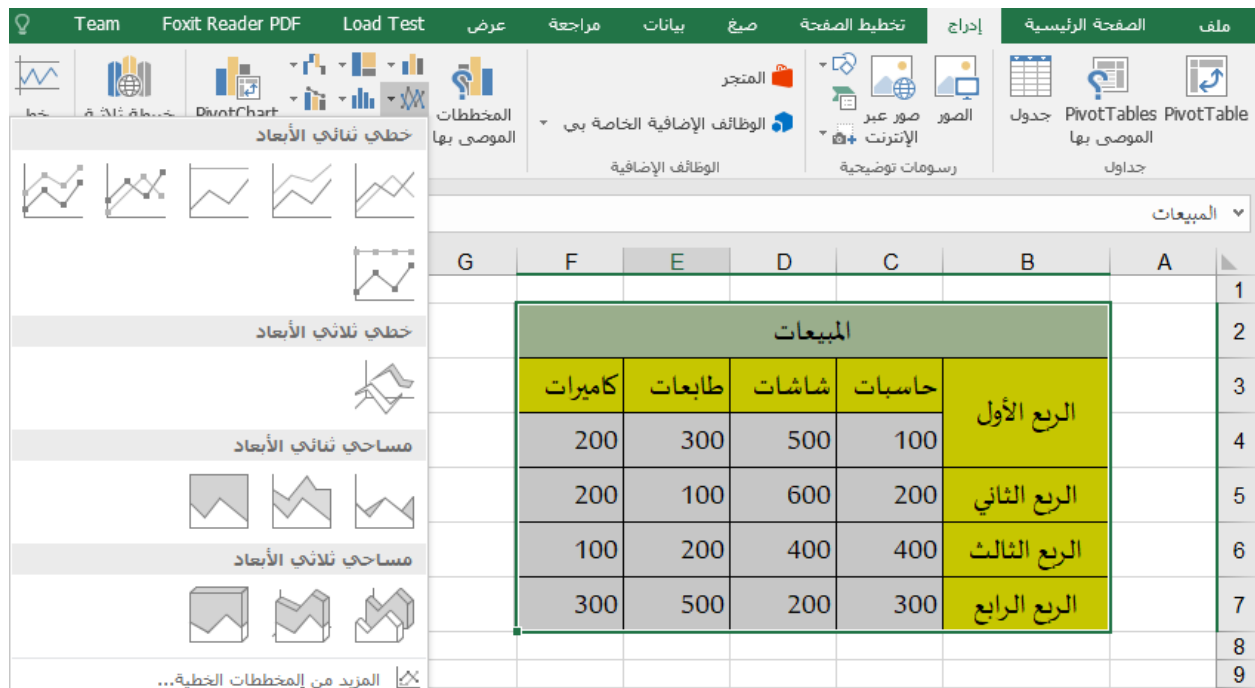 ملف الصفحة الرئيسية إدراج تخطيط الصفحة صيغ بيانات مراجعة عرض Load Test Foxit Reader PDF Team
PivotTable PivotTables الموصى بها جدول
جداول
الصور صور عبر الإنترنت
رسومات توضيحية
المتجر
الوظائف الإضافية الخاصة بي
الوظائف الإضافية
المخططات الموصى بها
PivotChart خريطة ثلاثية خط
خطي ثنائي الأبعاد
خطي ثلاثي الأبعاد
مساحي ثنائي الأبعاد
مساحي ثلاثي الأبعاد
المزيد من المخططات الخطية...
المبيعات
A B C D E F G
1
2 المبيعات
3 الربع الأول حاسبات شاشات طابعات كاميرات
4 100 500 300 200
5 الربع الثاني 200 600 100 200
6 الربع الثالث 400 400 200 100
7 الربع الرابع 300 200 500 300
8
9